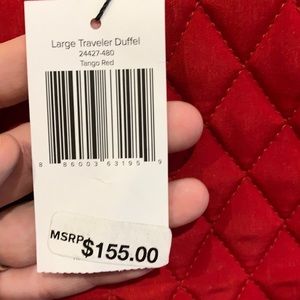 Large Traveler Duffel
24427-480
Tango Red
8 86003 63195 9
MSRP:
$155.00